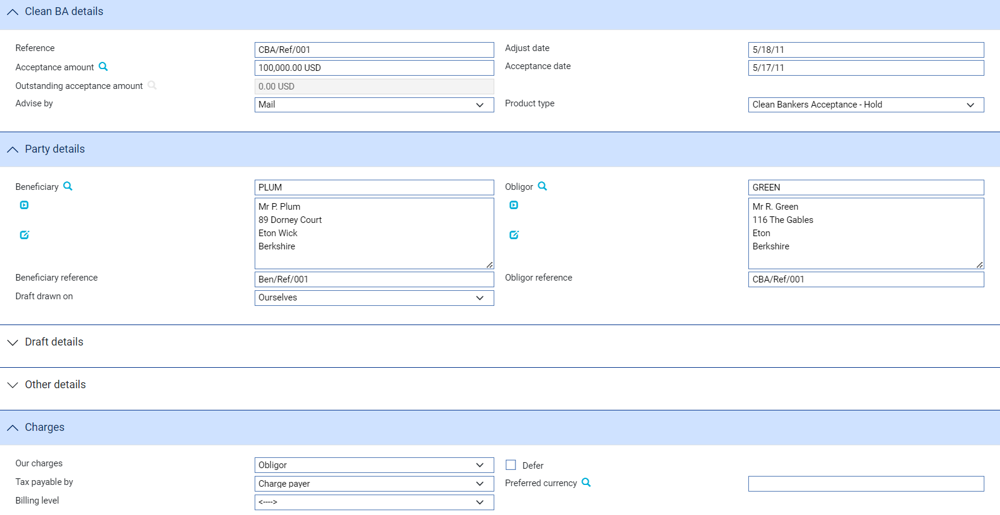 Clean BA details
Reference CBA/Ref/001 Adjust date 5/18/11
Acceptance amount 100,000.00 USD Acceptance date 5/17/11
Outstanding acceptance amount 0.00 USD
Advise by Mail Product type Clean Bankers Acceptance - Hold
Party details
Beneficiary PLUM Obligor GREEN
Mr P. Plum Mr R. Green
89 Dorney Court 116 The Gables
Eton Wick Eton
Berkshire Berkshire
Beneficiary reference Ben/Ref/001 Obligor reference CBA/Ref/001
Draft drawn on Ourselves
Draft details
Other details
Charges
Our charges Obligor Defer
Tax payable by Charge payer Preferred currency
Billing level <---->